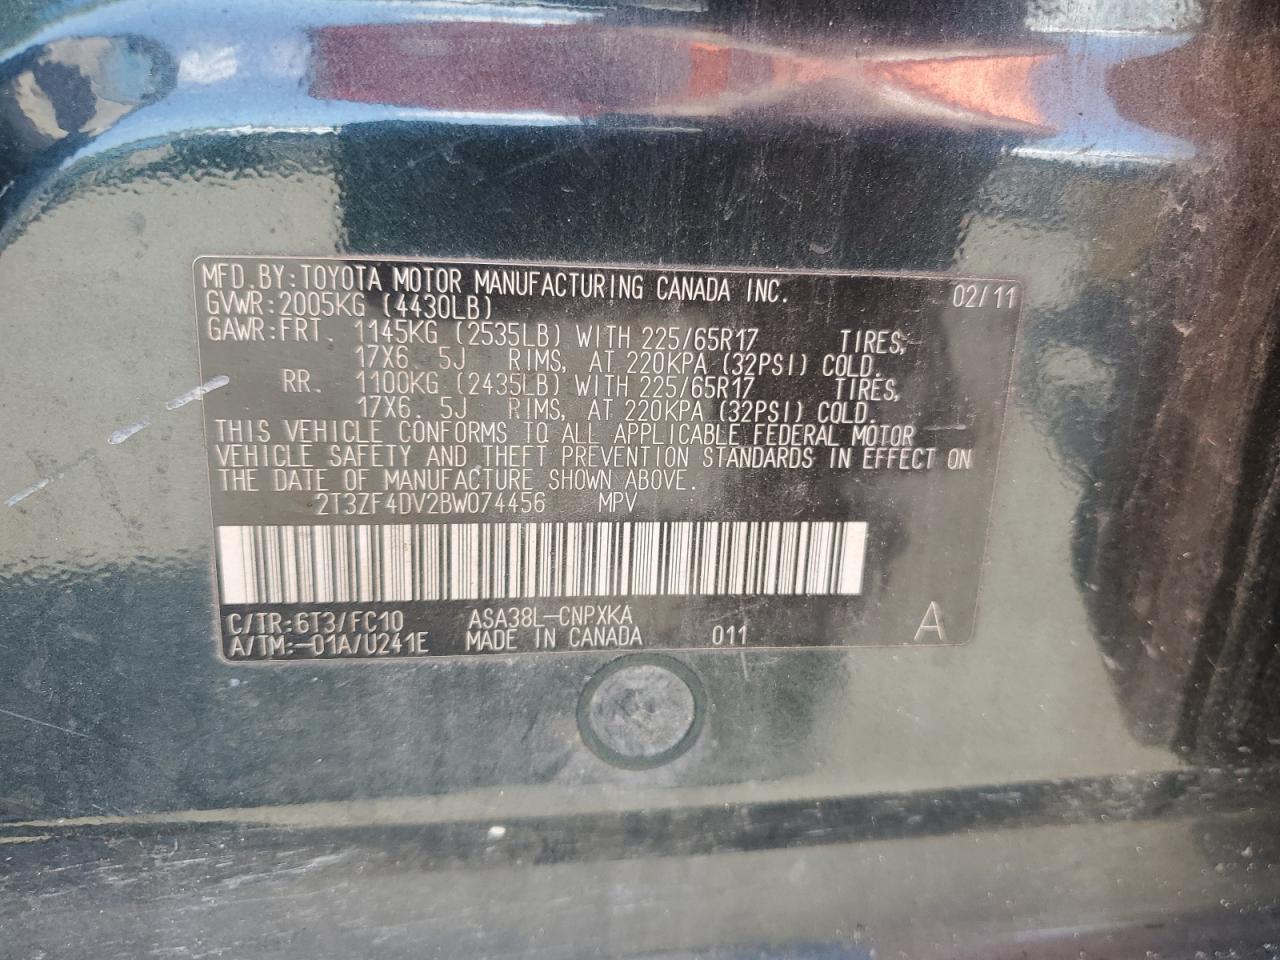 MFD.BY:TOYOTA MOTOR MANUFACTURING CANADA INC. 02/11
GVWR:2005KG (4430LB)
GAWR:FRT. 1145KG (2535LB) WITH 225/65R17 TIRES,
17X6.5J RIMS, AT 220KPA (32PSI) COLD.
RR. 1100KG (2435LB) WITH 225/65R17 TIRES,
17X6.5J RIMS, AT 220KPA (32PSI) COLD.
THIS VEHICLE CONFORMS TO ALL APPLICABLE FEDERAL MOTOR
VEHICLE SAFETY AND THEFT PREVENTION STANDARDS IN EFFECT ON
THE DATE OF MANUFACTURE SHOWN ABOVE.
2T3ZF4DV2BW074456 MPV
C/TR:6T3/FC10 ASA38L-CNPXKA
A/TM:-01A/U241E MADE IN CANADA 011 A